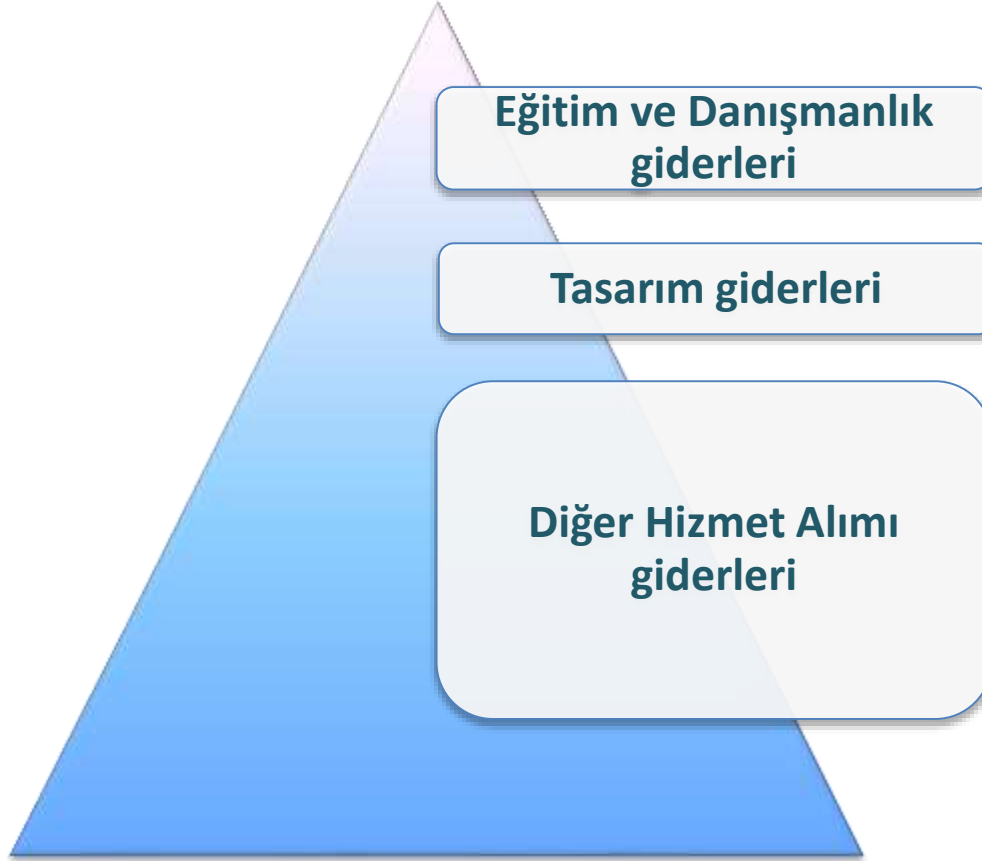 Eğitim ve Danışmanlık
giderleri
Tasarım giderleri
Diğer Hizmet Alımı
giderleri